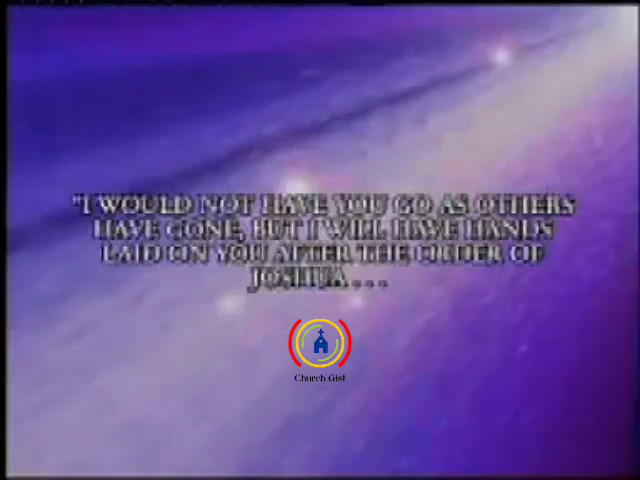 "I WOULD NOT HAVE YOU GO AS OTHERS
HAVE GONE, BUT I WILL HAVE HANDS
LAID ON YOU AFTER THE ORDER OF
JOSHUA . . .
Church Gist